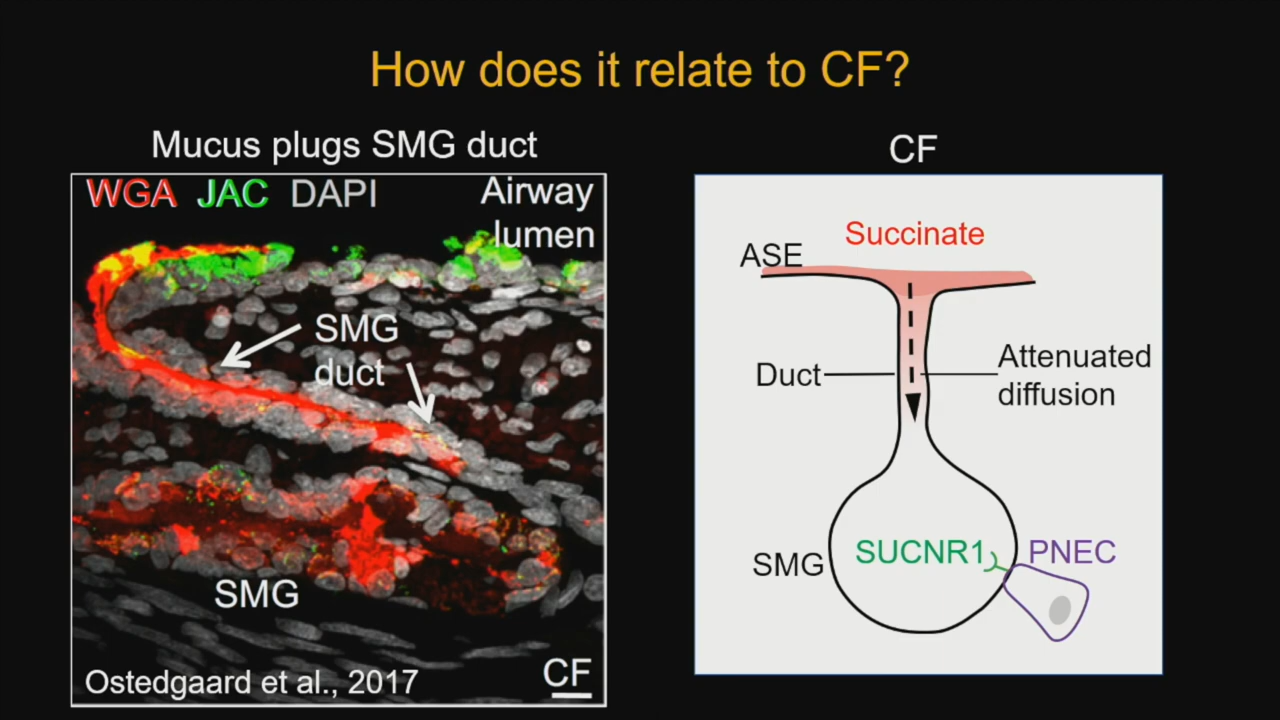 How does it relate to CF?
Mucus plugs SMG duct
WGA JAC DAPI
Airway
lumen
SMG
duct
SMG
Ostedgaard et al., 2017
CF
CF
Succinate
ASE
Duct
Attenuated
diffusion
SMG
SUCNR1
PNEC